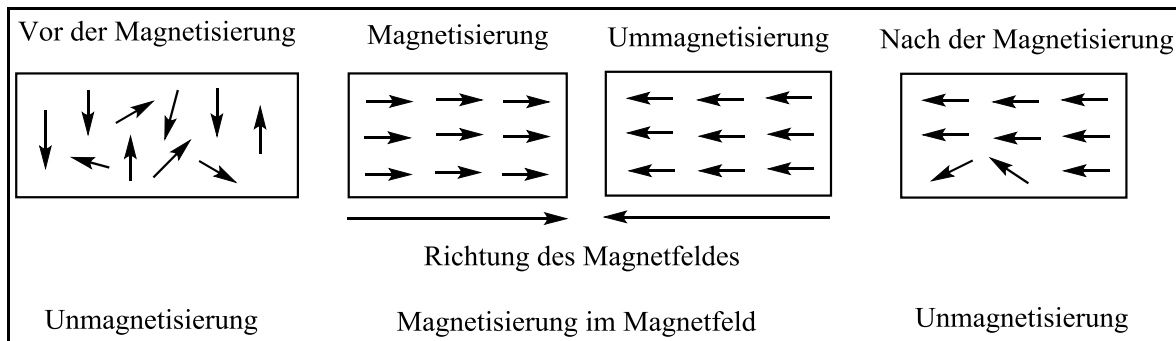 Vor der Magnetisierung
Magnetisierung
Ummagnetisierung
Nach der Magnetisierung
Richtung des Magnetfeldes
Unmagnetisierung
Magnetisierung im Magnetfeld
Unmagnetisierung